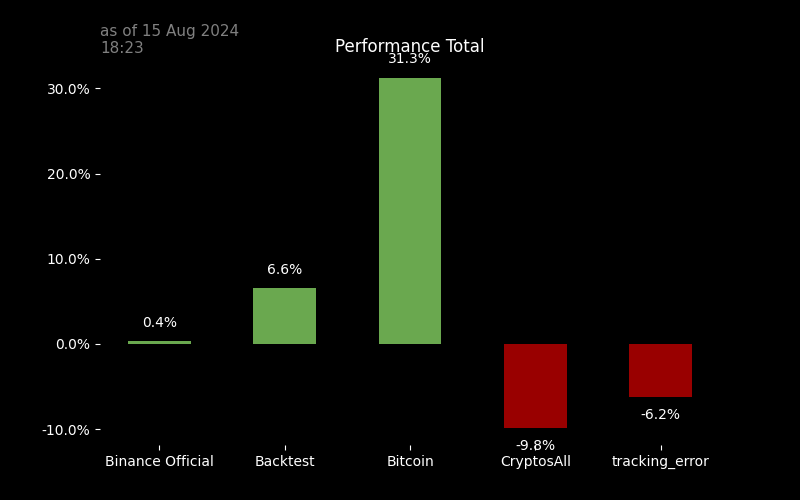 as of 15 Aug 2024
18:23
Performance Total
31.3%
30.0%
20.0%
10.0%
6.6%
0.4%
0.0%
-6.2%
-10.0%
-9.8%
Binance Official
Backtest
Bitcoin
CryptosAll
tracking_error